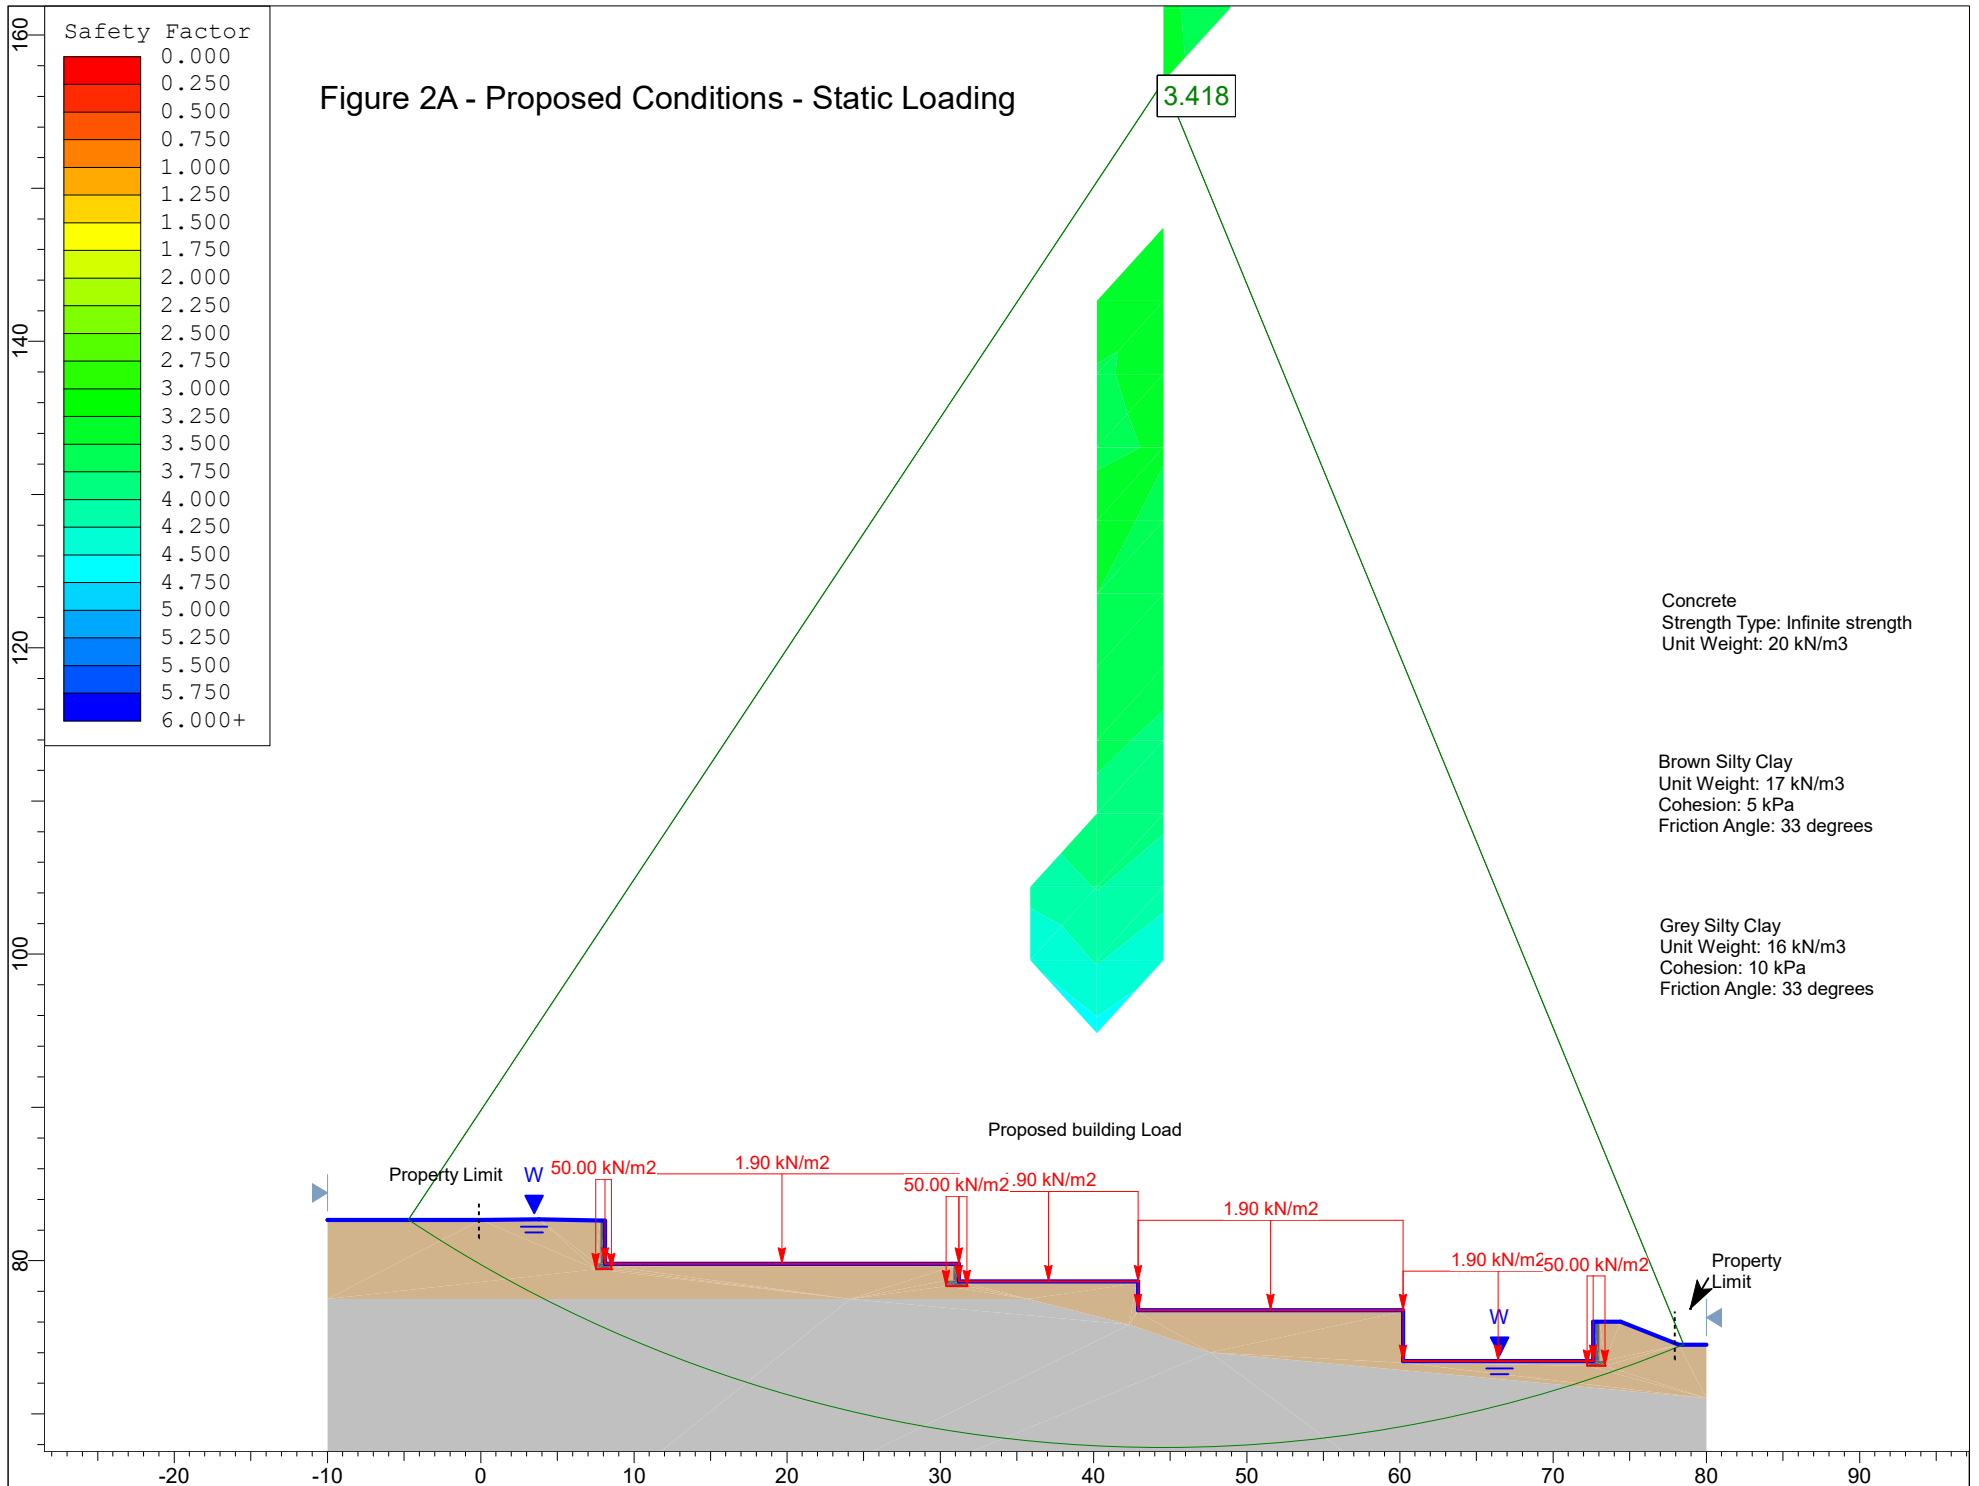 Safety Factor
0.000
0.250
0.500
0.750
1.000
1.250
1.500
1.750
2.000
2.250
2.500
2.750
3.000
3.250
3.500
3.750
4.000
4.250
4.500
4.750
5.000
5.250
5.500
5.750
6.000+
Figure 2A - Proposed Conditions - Static Loading
3.418
160
140
120
100
80
Concrete
Strength Type: Infinite strength
Unit Weight: 20 kN/m3
Brown Silty Clay
Unit Weight: 17 kN/m3
Cohesion: 5 kPa
Friction Angle: 33 degrees
Grey Silty Clay
Unit Weight: 16 kN/m3
Cohesion: 10 kPa
Friction Angle: 33 degrees
Proposed building Load
Property Limit
W
50.00 kN/m2
1.90 kN/m2
50.00 kN/m2
.90 kN/m2
1.90 kN/m2
1.90 kN/m2
50.00 kN/m2
W
Property
Limit
-20 -10 0 10 20 30 40 50 60 70 80 90